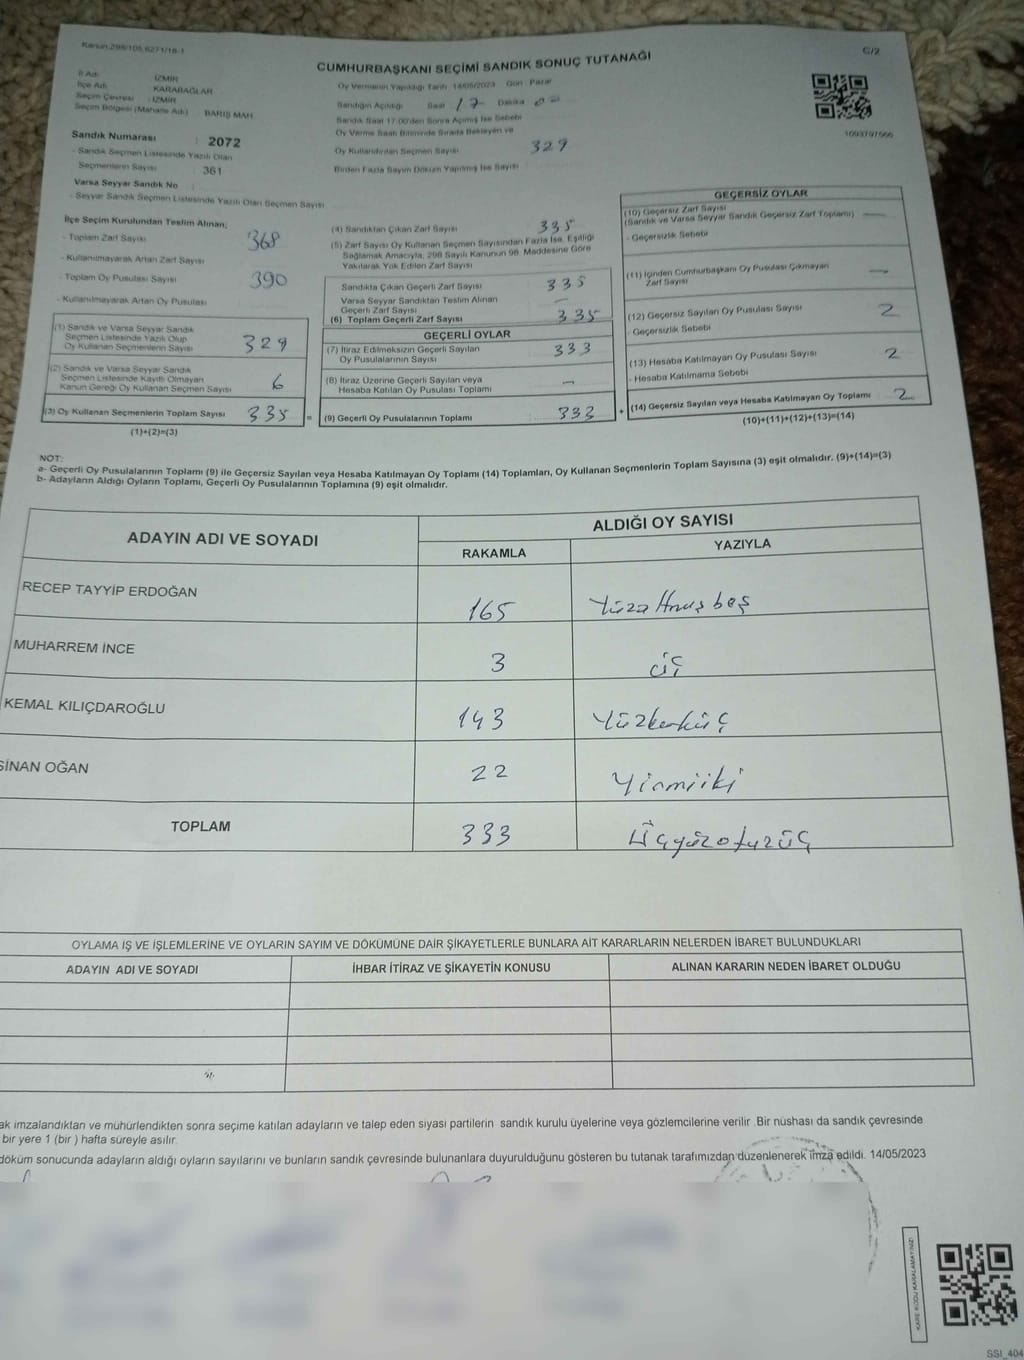 Kanun:298/105,6271/16-1
C/2
CUMHURBAŞKANI SEÇİMİ SANDIK SONUÇ TUTANAĞI
İl Adı : İZMİR
İlçe Adı : KARABAĞLAR
Seçim Çevresi : İZMİR
Seçim Bölgesi (Mahalle Adı) : BARIŞ MAH.
Sandık Numarası : 2072
- Sandık Seçmen Listesinde Yazılı Olan
Seçmenlerin Sayısı : 361
Varsa Seyyar Sandık No :
- Seyyar Sandık Seçmen Listesinde Yazılı Olan Seçmen Sayısı :
Oy Vermenin Yapıldığı Tarih : 14/05/2023 Gün : Pazar
Sandığın Açıldığı Saat 17 Dakika 00
Sandık Saat 17.00'den Sonra Açılmış İse Sebebi
Oy Verme Saati Bitiminde Sırada Bekleyen ve
Oy Kullandırılan Seçmen Sayısı : 329
Birden Fazla Sayım Döküm Yapılmış İse Sayısı
1093797566
İlçe Seçim Kurulundan Teslim Alınan;
- Toplam Zarf Sayısı : 368
- Kullanılmayarak Artan Zarf Sayısı :
- Toplam Oy Pusulası Sayısı : 390
- Kullanılmayarak Artan Oy Pusulası :
(1) Sandık ve Varsa Seyyar Sandık
Seçmen Listesinde Yazılı Olup
Oy Kullanan Seçmenlerin Sayısı : 329
(2) Sandık ve Varsa Seyyar Sandık
Seçmen Listesinde Kayıtlı Olmayan
Kanun Gereği Oy Kullanan Seçmen Sayısı : 6
(3) Oy Kullanan Seçmenlerin Toplam Sayısı : 335 =
(1)+(2)=(3)
(4) Sandıktan Çıkan Zarf Sayısı : 335
(5) Zarf Sayısı Oy Kullanan Seçmen Sayısından Fazla İse, Eşitliği
Sağlamak Amacıyla, 298 Sayılı Kanunun 98. Maddesine Göre
Yakılarak Yok Edilen Zarf Sayısı
Sandıkta Çıkan Geçerli Zarf Sayısı : 335
Varsa Seyyar Sandıktan Teslim Alınan
Geçerli Zarf Sayısı : —
(6) Toplam Geçerli Zarf Sayısı : 335
GEÇERLİ OYLAR
(7) İtiraz Edilmeksizin Geçerli Sayılan
Oy Pusulalarının Sayısı : 333
(8) İtiraz Üzerine Geçerli Sayılan veya
Hesaba Katılan Oy Pusulası Toplamı : —
(9) Geçerli Oy Pusulalarının Toplamı : 333 +
GEÇERSİZ OYLAR
(10) Geçersiz Zarf Sayısı
(Sandık ve Varsa Seyyar Sandık Geçersiz Zarf Toplamı) : —
- Geçersizlik Sebebi
(11) İçinden Cumhurbaşkanı Oy Pusulası Çıkmayan
Zarf Sayısı : —
(12) Geçersiz Sayılan Oy Pusulası Sayısı : 2
- Geçersizlik Sebebi
(13) Hesaba Katılmayan Oy Pusulası Sayısı : 2
- Hesaba Katılmama Sebebi
(14) Geçersiz Sayılan veya Hesaba Katılmayan Oy Toplamı : 2
(10)+(11)+(12)+(13)=(14)
NOT:
a- Geçerli Oy Pusulalarının Toplamı (9) ile Geçersiz Sayılan veya Hesaba Katılmayan Oy Toplamı (14) Toplamları, Oy Kullanan Seçmenlerin Toplam Sayısına (3) eşit olmalıdır. (9)+(14)=(3)
b- Adayların Aldığı Oyların Toplamı, Geçerli Oy Pusulalarının Toplamına (9) eşit olmalıdır.
ADAYIN ADI VE SOYADI
ALDIĞI OY SAYISI
RAKAMLA YAZIYLA
RECEP TAYYİP ERDOĞAN 165 Yüzatmışbeş
MUHARREM İNCE 3 üç
KEMAL KILIÇDAROĞLU 143 Yüzkırküç
SİNAN OĞAN 22 Yirmiiki
TOPLAM 333 Üçyüzotuzüç
OYLAMA İŞ VE İŞLEMLERİNE VE OYLARIN SAYIM VE DÖKÜMÜNE DAİR ŞİKAYETLERLE BUNLARA AİT KARARLARIN NELERDEN İBARET BULUNDUKLARI
ADAYIN ADI VE SOYADI İHBAR İTİRAZ VE ŞİKAYETİN KONUSU ALINAN KARARIN NEDEN İBARET OLDUĞU
ak imzalandıktan ve mühürlendikten sonra seçime katılan adayların ve talep eden siyasi partilerin sandık kurulu üyelerine veya gözlemcilerine verilir .Bir nüshası da sandık çevresinde
bir yere 1 (bir ) hafta süreyle asılır.
döküm sonucunda adayların aldığı oyların sayılarını ve bunların sandık çevresinde bulunanlara duyurulduğunu gösteren bu tutanak tarafımızdan düzenlenerek imza edildi. 14/05/2023
KARE KODU KARALAMAYINIZ!
SSI_404